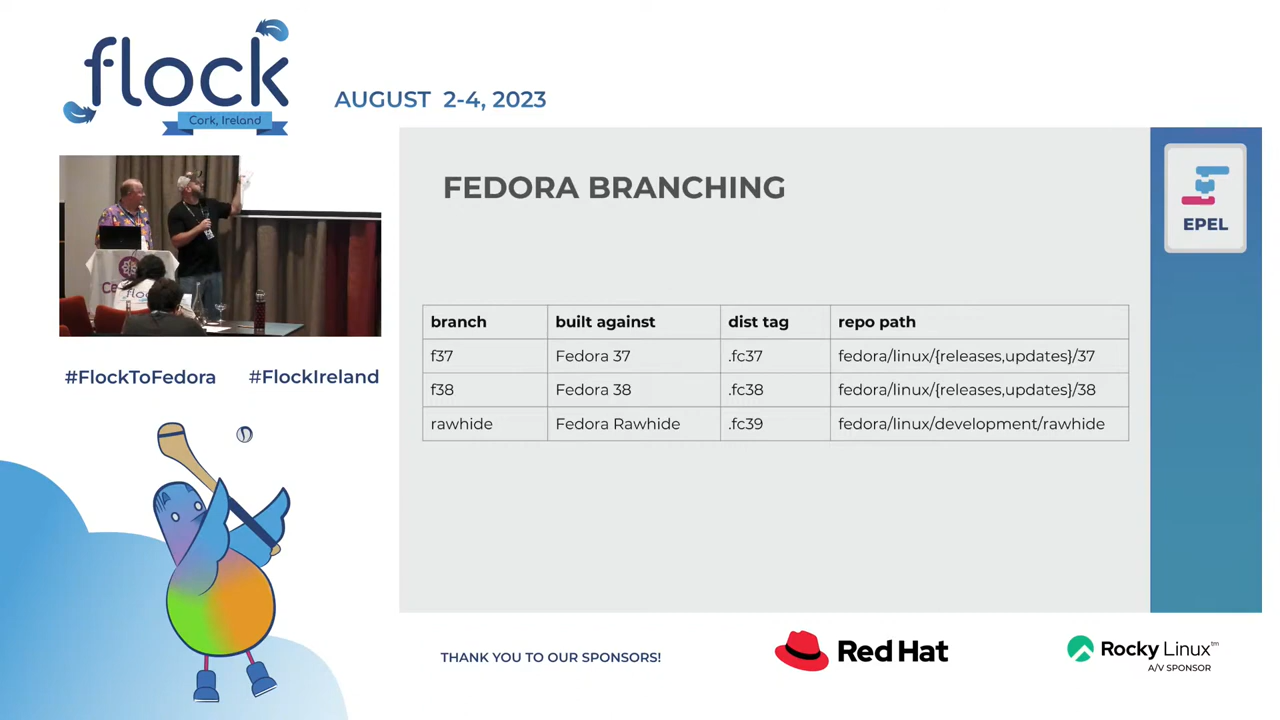 flock
Cork, Ireland
AUGUST 2-4, 2023
FEDORA BRANCHING
EPEL
branch built against dist tag repo path
f37 Fedora 37 .fc37 fedora/linux/{releases,updates}/37
f38 Fedora 38 .fc38 fedora/linux/{releases,updates}/38
rawhide Fedora Rawhide .fc39 fedora/linux/development/rawhide
#FlockToFedora #FlockIreland
THANK YOU TO OUR SPONSORS!
Red Hat
Rocky Linux™
A/V SPONSOR